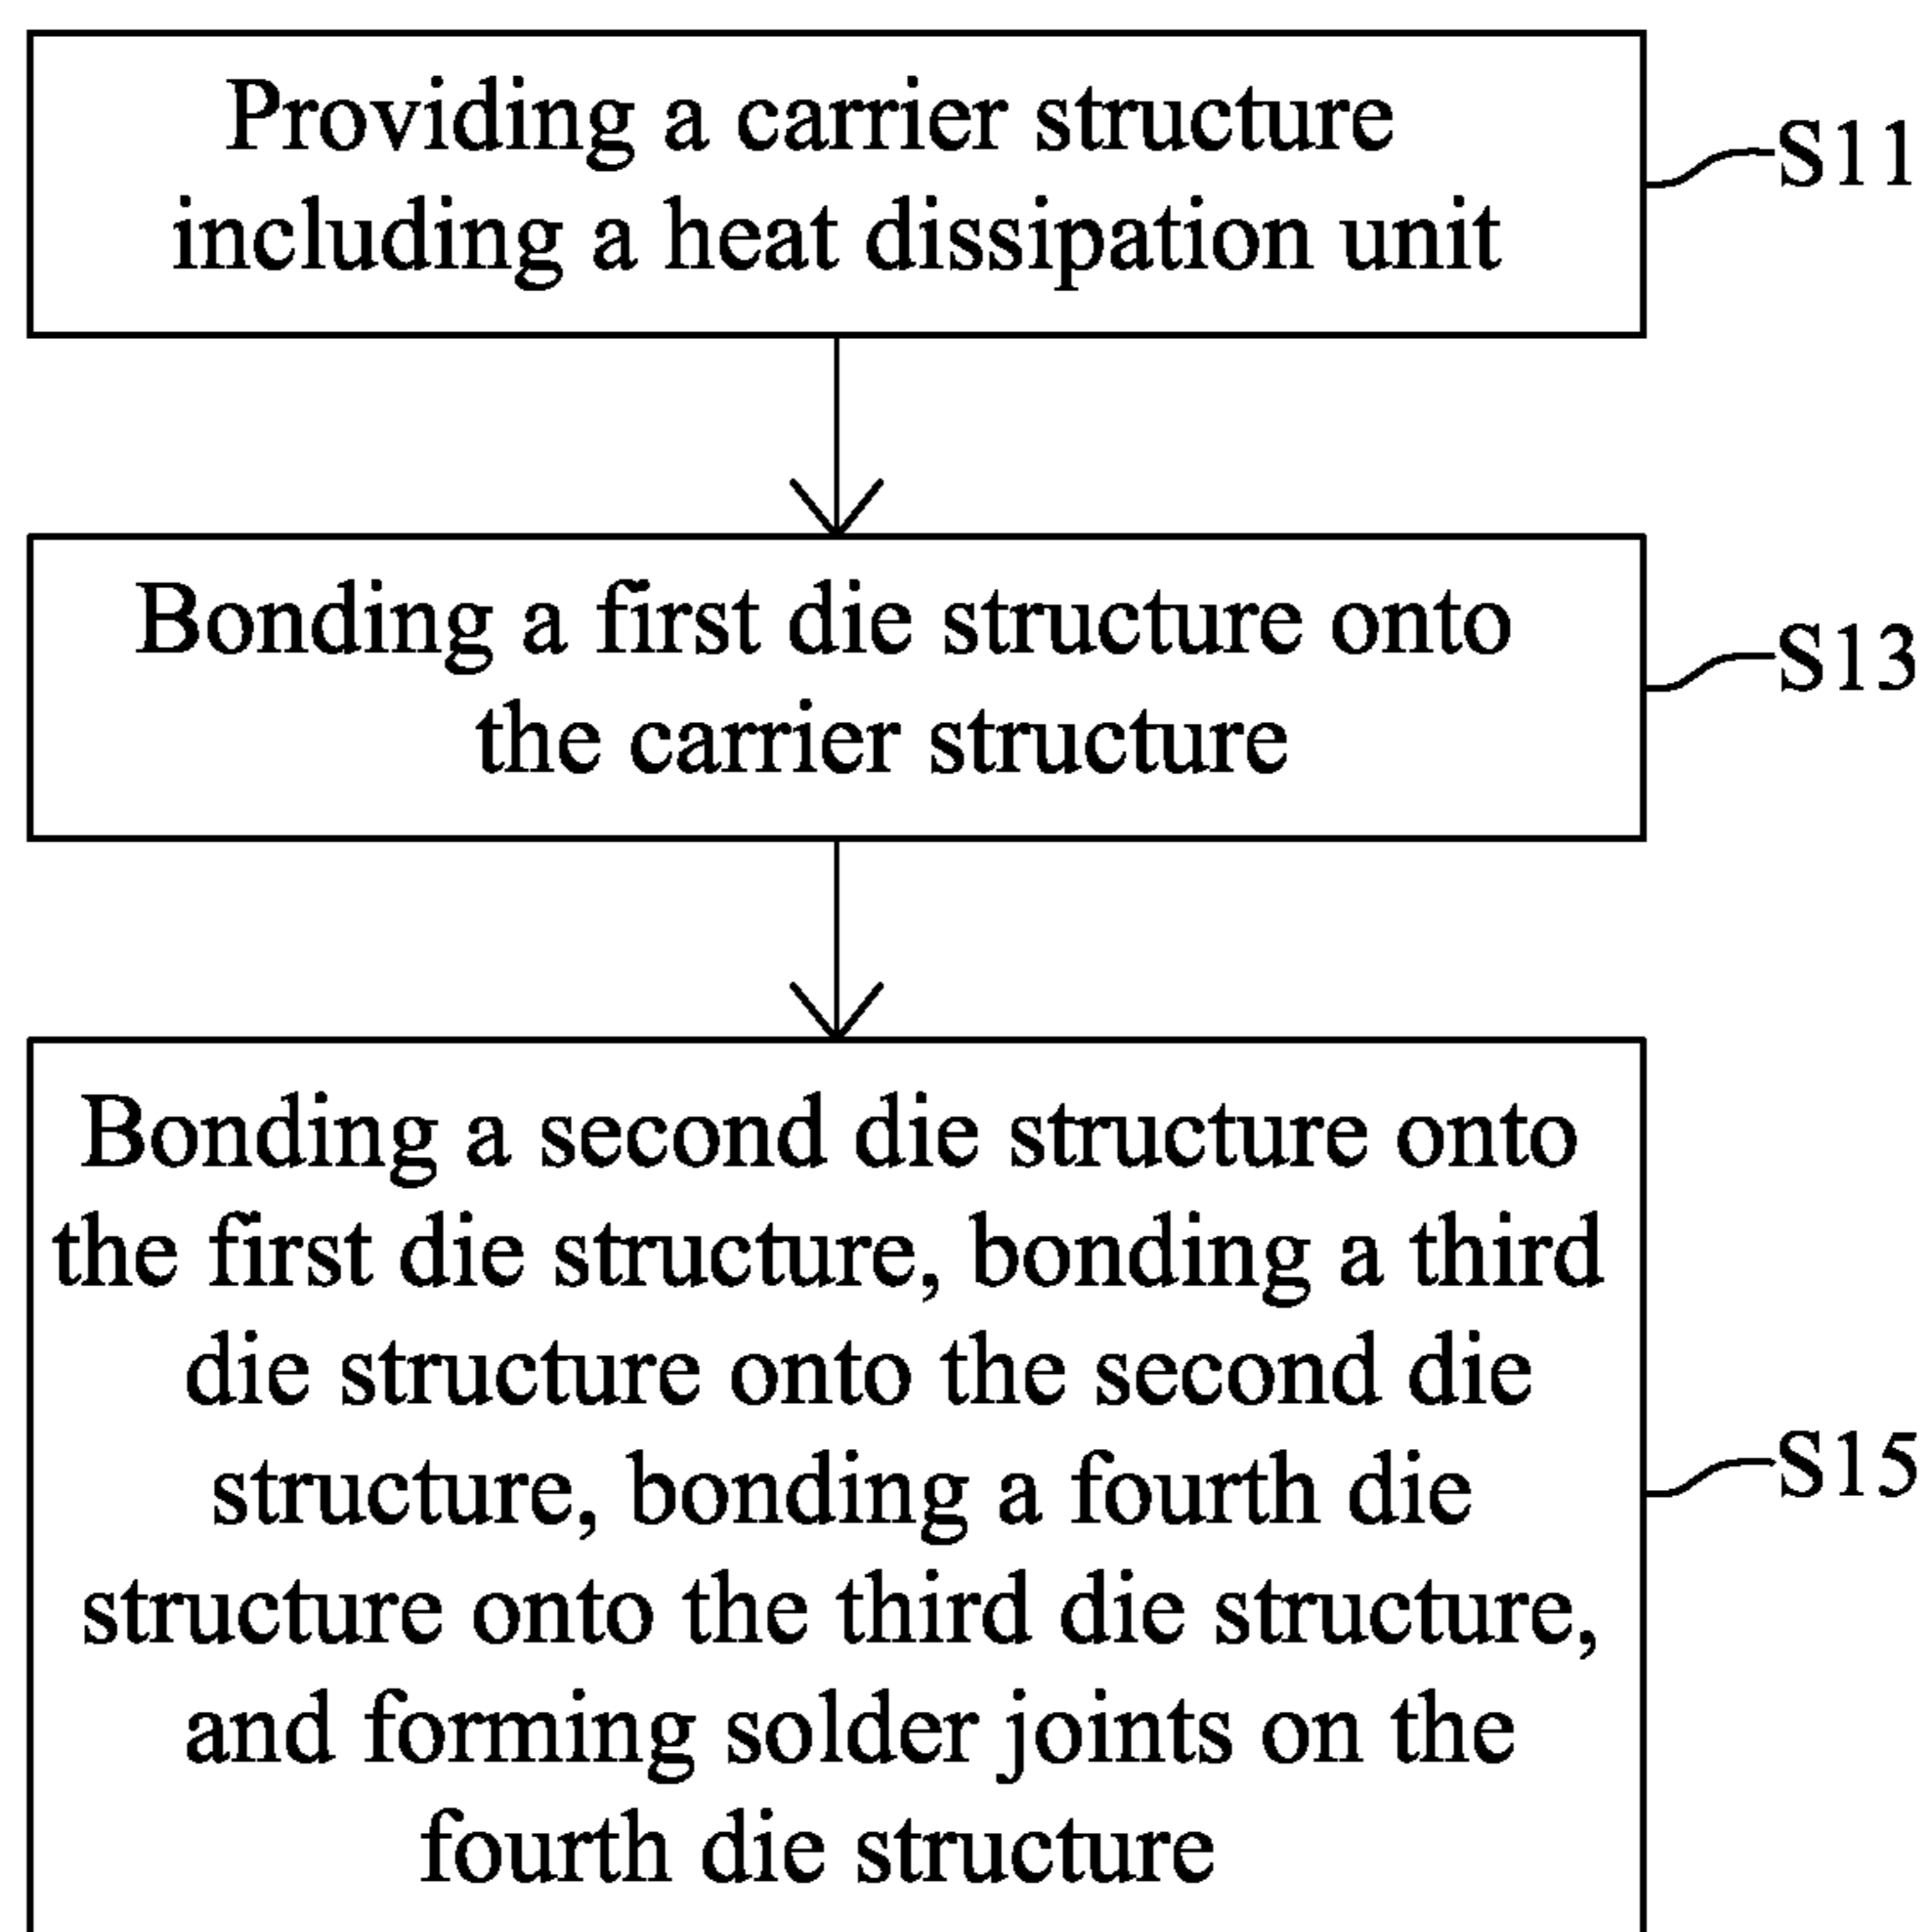 Providing a carrier structure
including a heat dissipation unit
S11
Bonding a first die structure onto
the carrier structure
S13
Bonding a second die structure onto
the first die structure, bonding a third
die structure onto the second die
structure, bonding a fourth die
structure onto the third die structure,
and forming solder joints on the
fourth die structure
S15